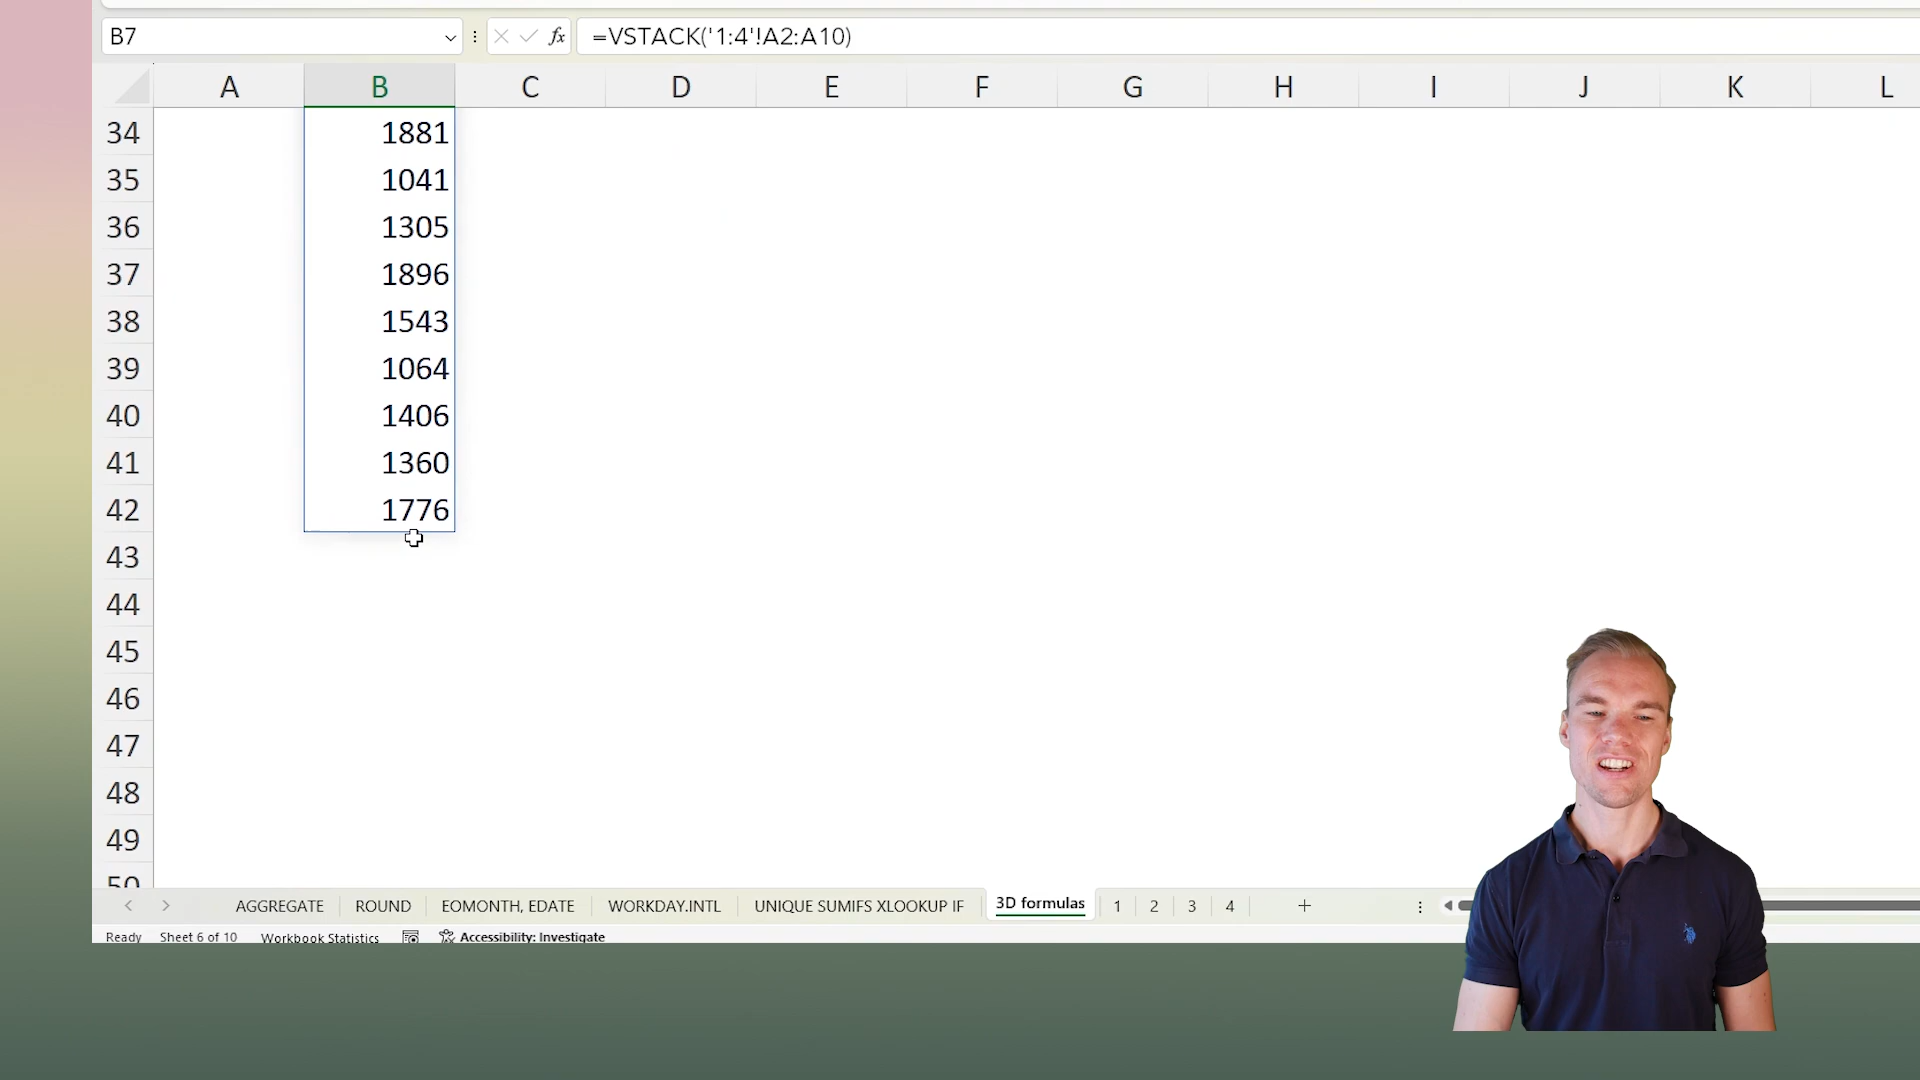 B7
fx
=VSTACK('1:4'!A2:A10)
A B C D E F G H I J K L
34 1881
35 1041
36 1305
37 1896
38 1543
39 1064
40 1406
41 1360
42 1776
43
44
45
46
47
48
49
50
AGGREGATE ROUND EOMONTH, EDATE WORKDAY.INTL UNIQUE SUMIFS XLOOKUP IF 3D formulas 1 2 3 4
Ready Sheet 6 of 10 Workbook Statistics Accessibility: Investigate